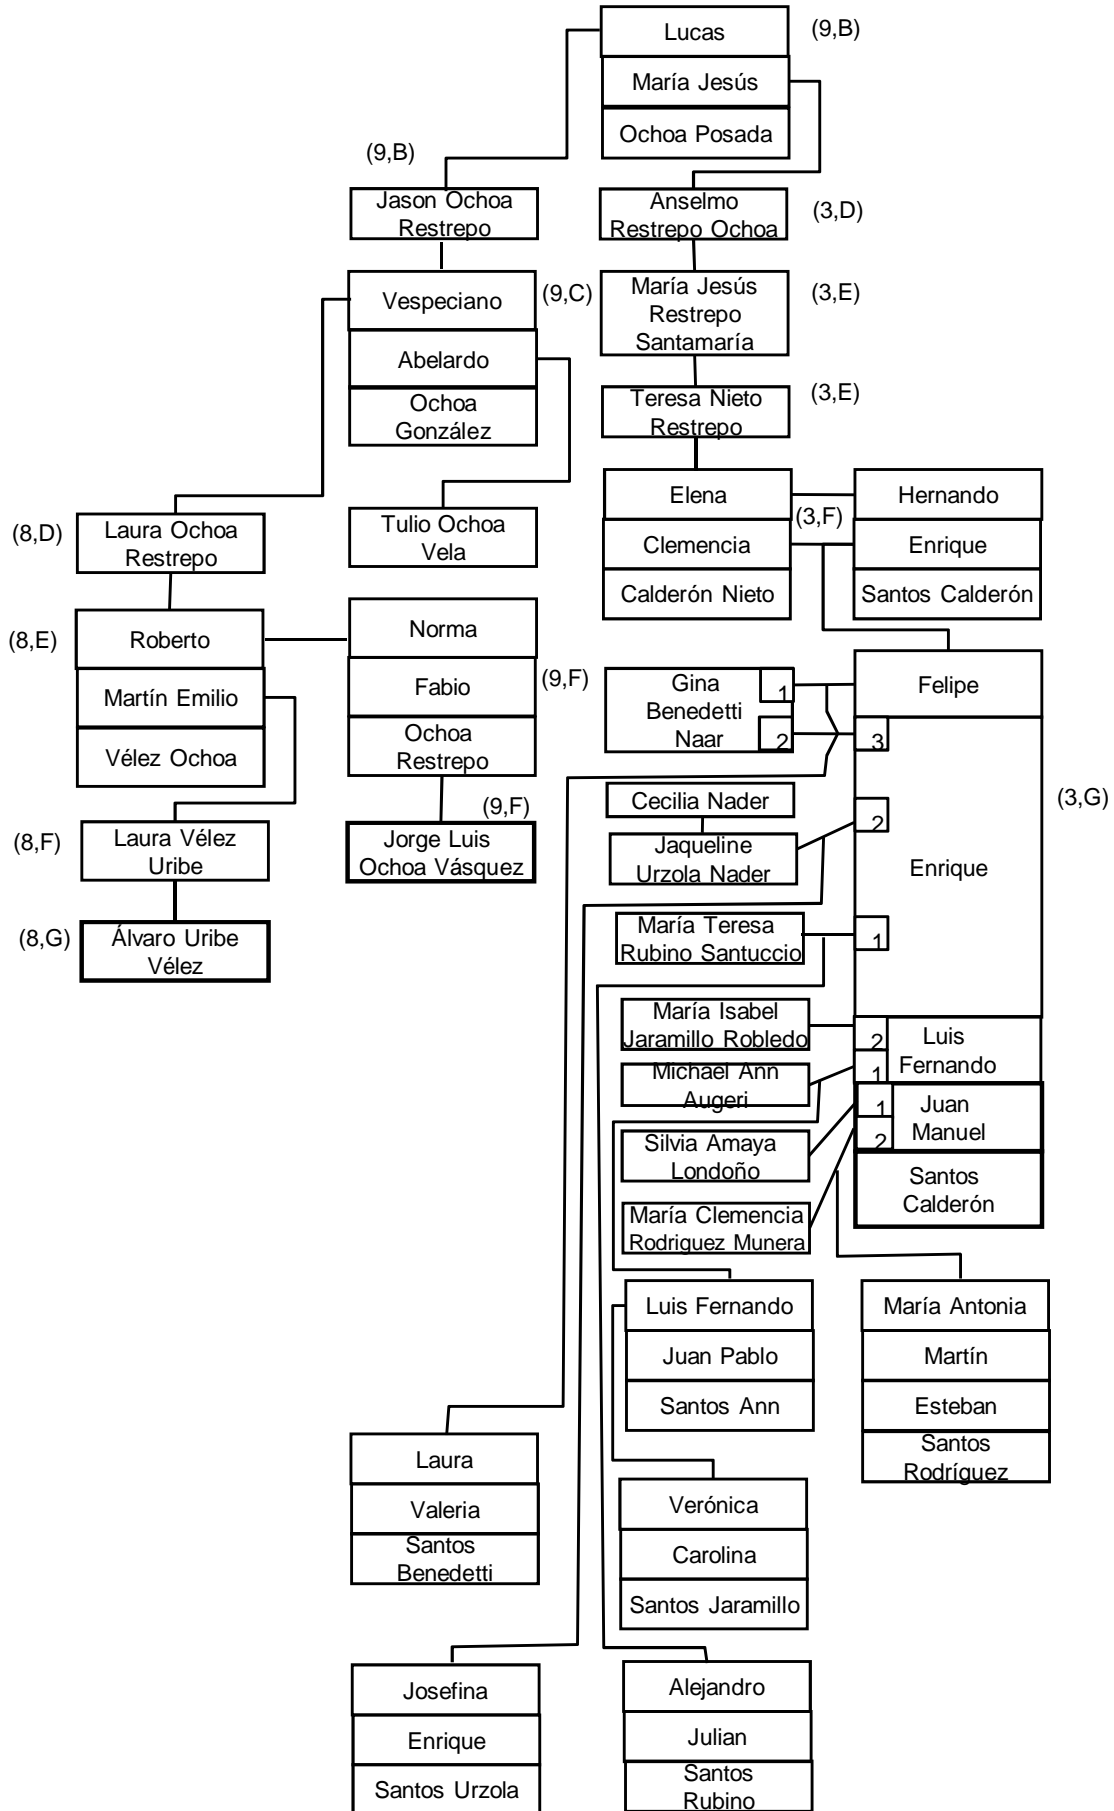 Lucas
(9,B)
María Jesús
Ochoa Posada
(9,B)
Jason Ochoa
Restrepo
Anselmo
Restrepo Ochoa
(3,D)
Vespeciano
(9,C)
María Jesús
Restrepo
Santamaría
(3,E)
Abelardo
Ochoa
González
Teresa Nieto
Restrepo
(3,E)
Elena
Hernando
(3,F)
Clemencia
Enrique
Calderón Nieto
Santos Calderón
(8,D)
Laura Ochoa
Restrepo
Tulio Ochoa
Vela
(8,E)
Roberto
Martín Emilio
Vélez Ochoa
Norma
Fabio
(9,F)
Ochoa
Restrepo
(9,F)
Jorge Luis
Ochoa Vásquez
(8,F)
Laura Vélez
Uribe
(8,G)
Álvaro Uribe
Vélez
Gina
Benedetti
Naar
1
2
Felipe
3
Cecilia Nader
Jaqueline
Urzola Nader
2
Enrique
(3,G)
María Teresa
Rubino Santuccio
1
María Isabel
Jaramillo Robledo
2
Luis
Fernando
Michael Ann
Augeri
1
Silvia Amaya
Londoño
1
Juan
Manuel
2
María Clemencia
Rodriguez Munera
Santos
Calderón
Luis Fernando
Juan Pablo
Santos Ann
María Antonia
Martín
Esteban
Santos
Rodríguez
Laura
Valeria
Santos
Benedetti
Verónica
Carolina
Santos Jaramillo
Josefina
Enrique
Santos Urzola
Alejandro
Julian
Santos
Rubino